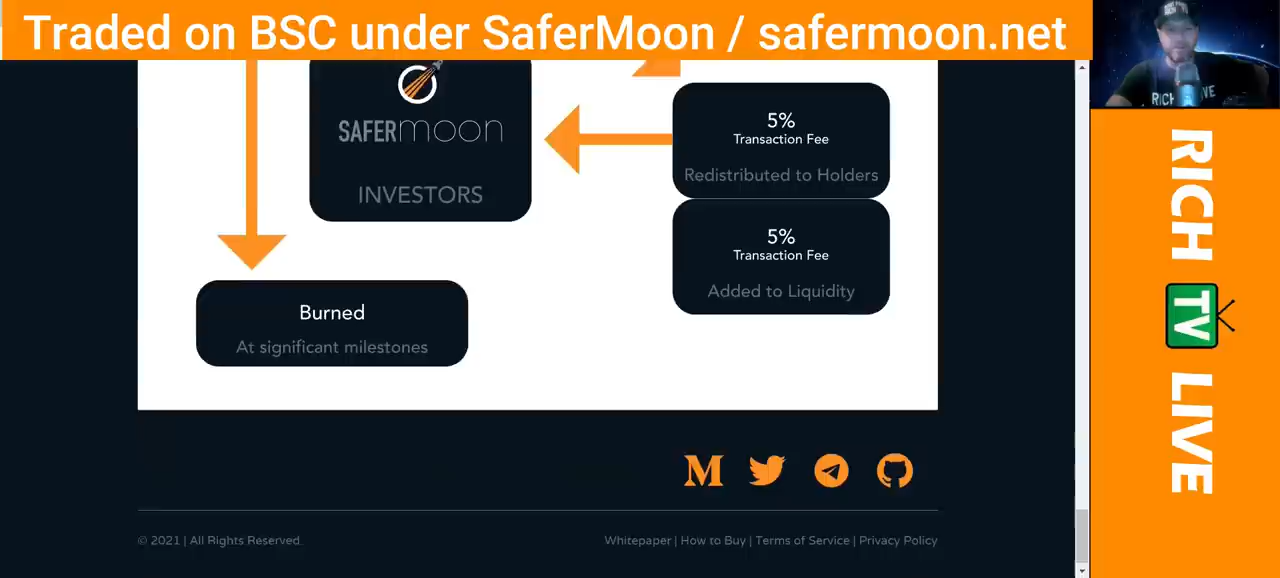 Traded on BSC under SaferMoon / safermoon.net
SAFERmoon
INVESTORS
5%
Transaction Fee
Redistributed to Holders
5%
Transaction Fee
Added to Liquidity
Burned
At significant milestones
© 2021 | All Rights Reserved.
Whitepaper | How to Buy | Terms of Service | Privacy Policy
RICH TV LIVE